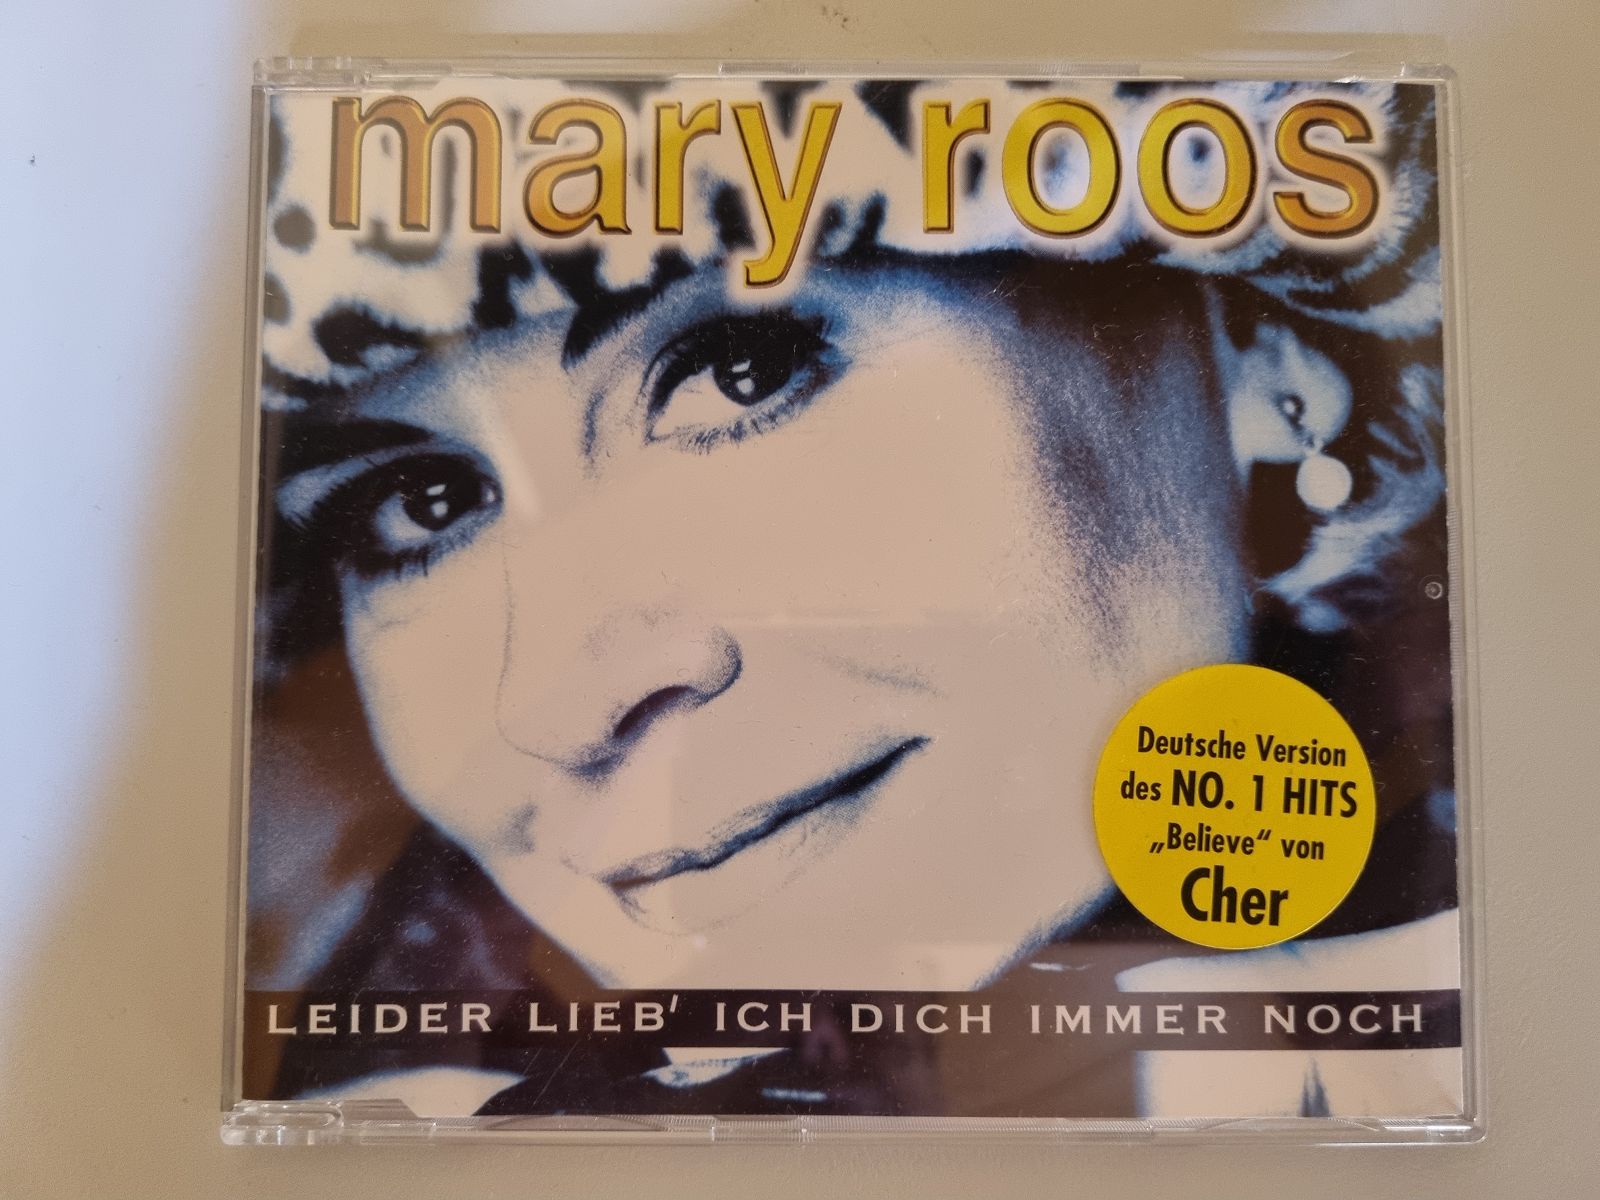 mary roos
Deutsche Version
des NO. 1 HITS
„Believe“ von
Cher
LEIDER LIEB' ICH DICH IMMER NOCH